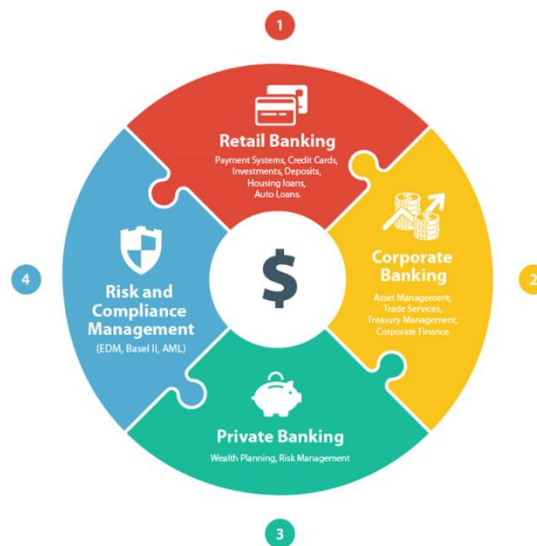 1
Retail Banking
Payment Systems, Credit Cards,
Investments, Deposits,
Housing loans,
Auto Loans.
2
Corporate
Banking
Asset Management,
Trade Services,
Treasury Management,
Corporate Finance.
$
4
Risk and
Compliance
Management
(EDM, Basel II, AML)
Private Banking
Wealth Planning, Risk Management
3